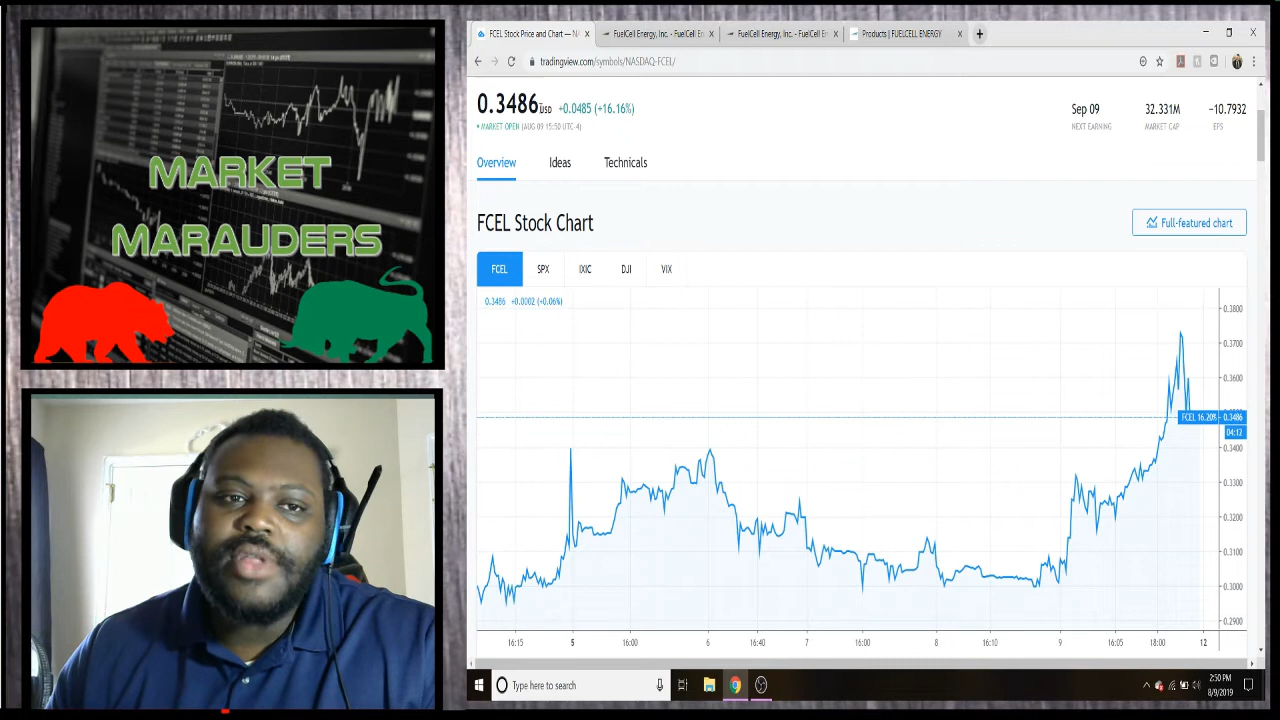 MARKET
MARAUDERS
FCEL Stock Price and Chart — NA
FuelCell Energy, Inc. - FuelCell En
FuelCell Energy, Inc. - FuelCell E
Products | FUELCELL ENERGY
tradingview.com/symbols/NASDAQ-FCEL/
0.3486 USD +0.0485 (+16.16%)
MARKET OPEN (AUG 09 15:50 UTC-4)
Sep 09 32.331M −10.7932
NEXT EARNING MARKET CAP EPS
Overview Ideas Technicals
FCEL Stock Chart
Full-featured chart
FCEL SPX IXIC DJI VIX
0.3486 +0.0002 (+0.06%)
0.3800
0.3700
0.3600
FCEL 16.20% 0.3486
04:12
0.3400
0.3300
0.3200
0.3100
0.3000
0.2900
16:15 5 16:00 6 16:40 7 16:00 8 16:10 9 16:05 18:00 12
Type here to search
2:50 PM
8/9/2019